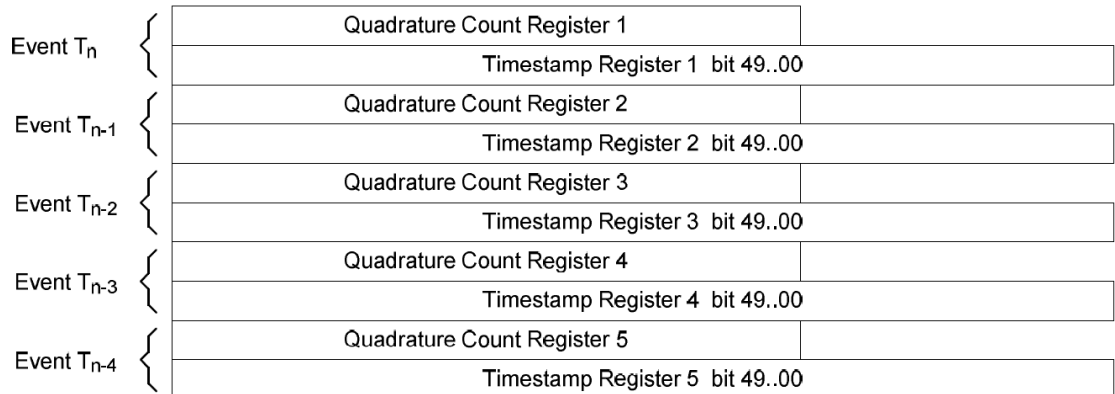 Quadrature Count Register 1
Event Tn
Timestamp Register 1 bit 49..00
Quadrature Count Register 2
Event Tn-1
Timestamp Register 2 bit 49..00
Quadrature Count Register 3
Event Tn-2
Timestamp Register 3 bit 49..00
Quadrature Count Register 4
Event Tn-3
Timestamp Register 4 bit 49..00
Quadrature Count Register 5
Event Tn-4
Timestamp Register 5 bit 49..00